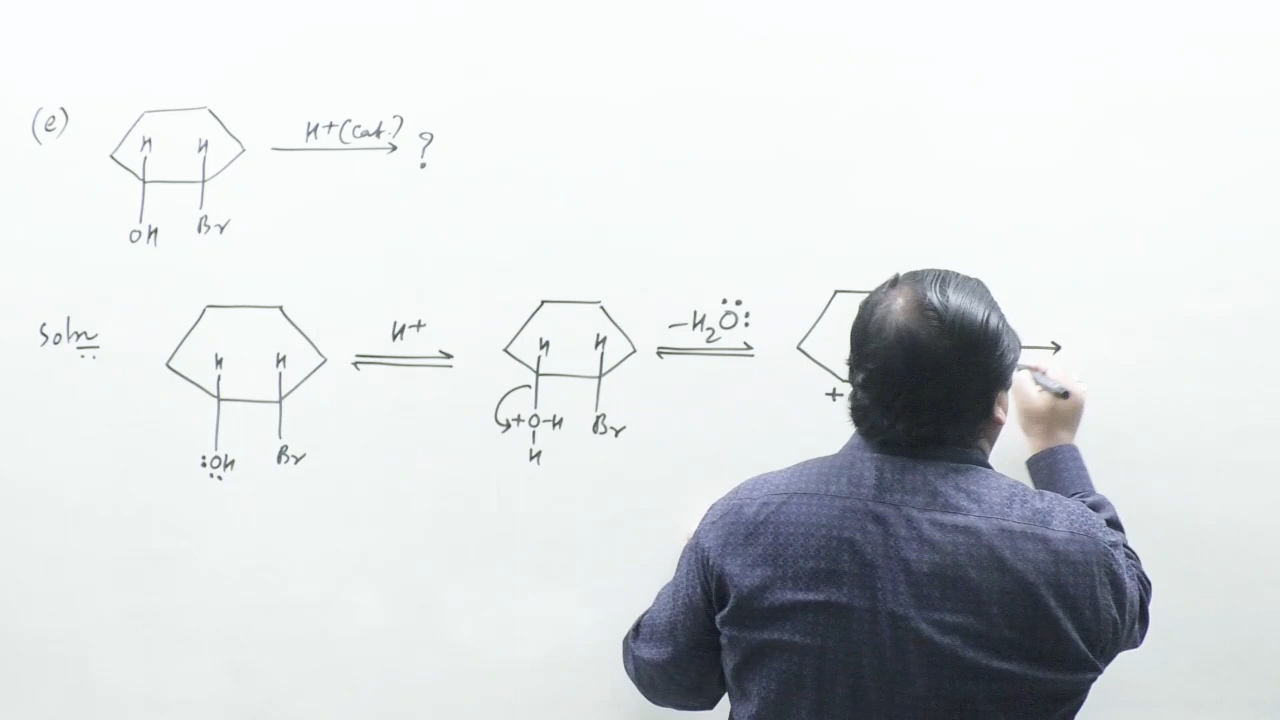 (e) H H H+(Cat.) ?
OH Br
Soln H H H+ H H -H2O:
:OH Br +O-H Br +
H